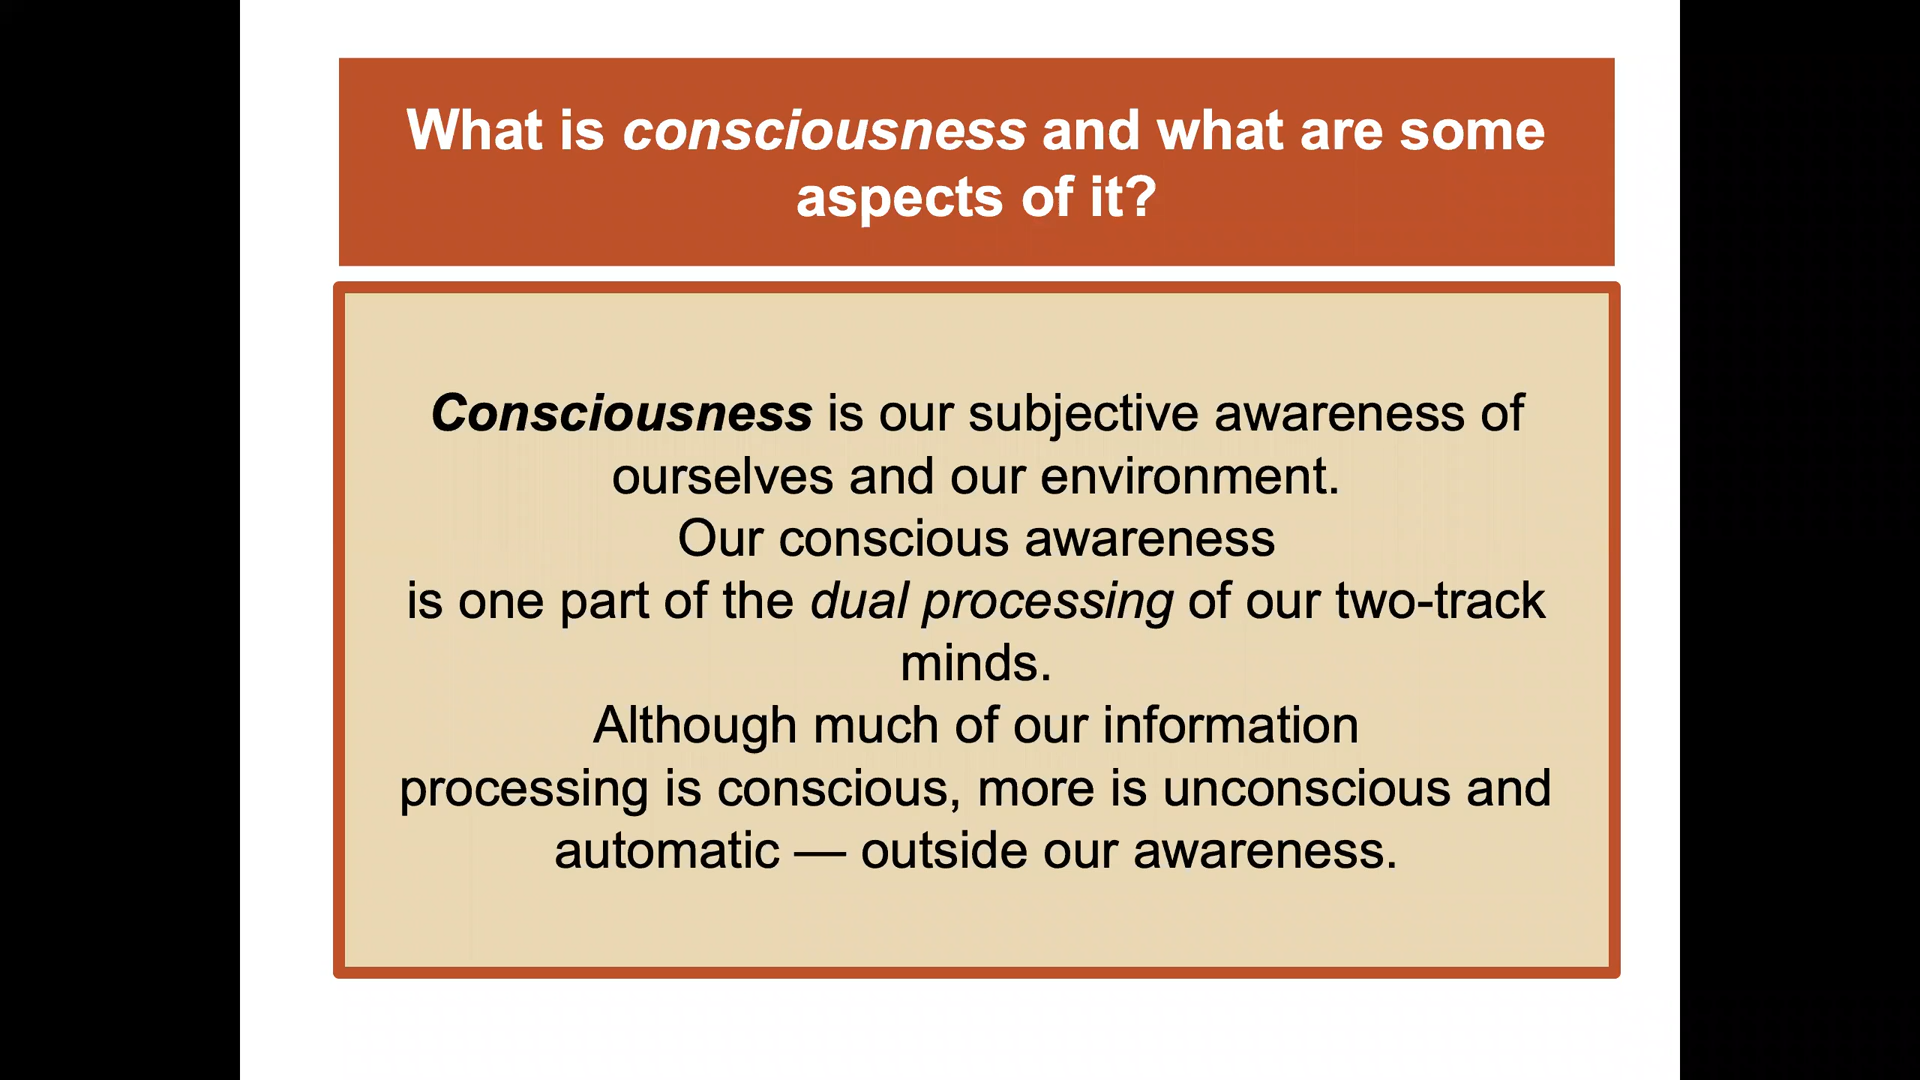 What is consciousness and what are some
aspects of it?
Consciousness is our subjective awareness of
ourselves and our environment.
Our conscious awareness
is one part of the dual processing of our two-track
minds.
Although much of our information
processing is conscious, more is unconscious and
automatic — outside our awareness.